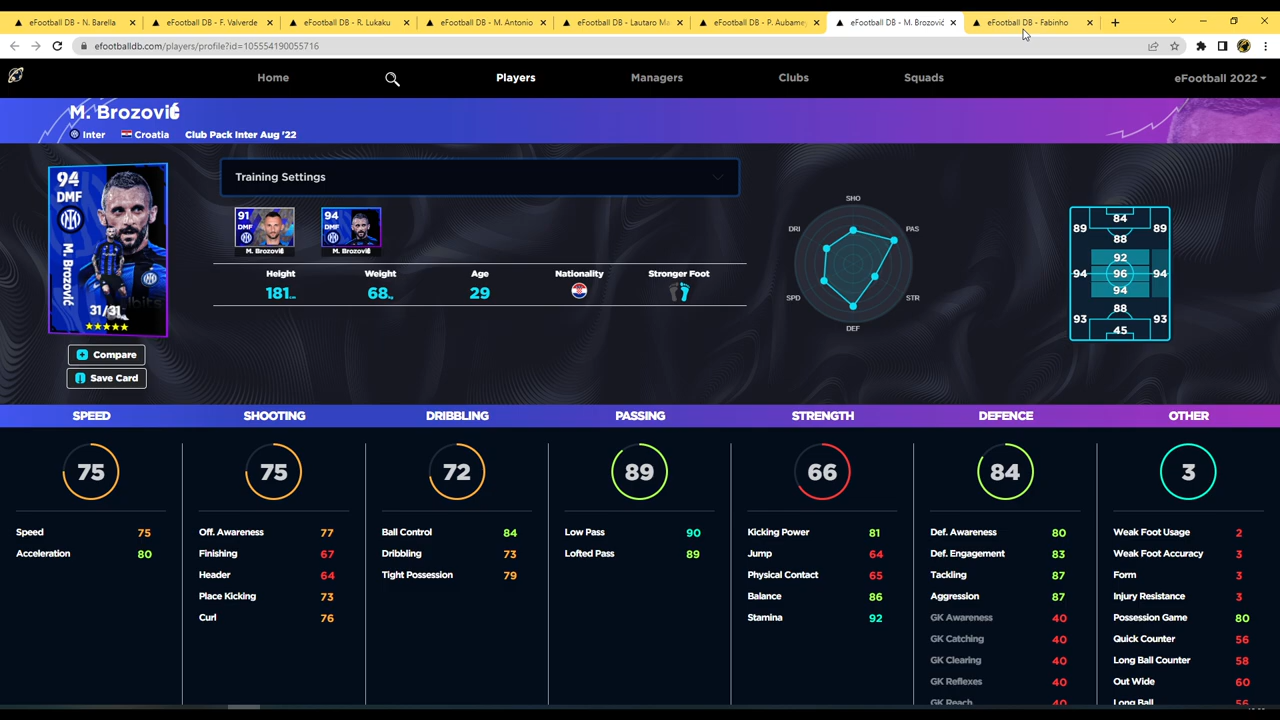 eFootball DB - N. Barella
eFootball DB - F. Valverde
eFootball DB - R. Lukaku
eFootball DB - M. Antonio
eFootball DB - Lautaro Ma
eFootball DB - P. Aubame
eFootball DB - M. Brozović
eFootball DB - Fabinho
efootballdb.com/players/profile?id=105554190055716
Home
Players
Managers
Clubs
Squads
eFootball 2022
M. Brozović
Inter
Croatia
Club Pack Inter Aug '22
94
DMF
M. Brozović
31/31
Compare
Save Card
Training Settings
91
DMF
M. Brozović
94
DMF
M. Brozović
Height
Weight
Age
Nationality
Stronger Foot
181
68
29
SHO
PAS
STR
DEF
SPD
DRI
84
89 89
88
92
94 96 94
94
88
93 93
45
SPEED
75
Speed 75
Acceleration 80
SHOOTING
75
Off. Awareness 77
Finishing 67
Header 64
Place Kicking 73
Curl 76
DRIBBLING
72
Ball Control 84
Dribbling 73
Tight Possession 79
PASSING
89
Low Pass 90
Lofted Pass 89
STRENGTH
66
Kicking Power 81
Jump 64
Physical Contact 65
Balance 86
Stamina 92
DEFENCE
84
Def. Awareness 80
Def. Engagement 83
Tackling 87
Aggression 87
GK Awareness 40
GK Catching 40
GK Clearing 40
GK Reflexes 40
GK Reach 40
OTHER
3
Weak Foot Usage 2
Weak Foot Accuracy 3
Form 3
Injury Resistance 3
Possession Game 80
Quick Counter 56
Long Ball Counter 58
Out Wide 60
Long Ball 56